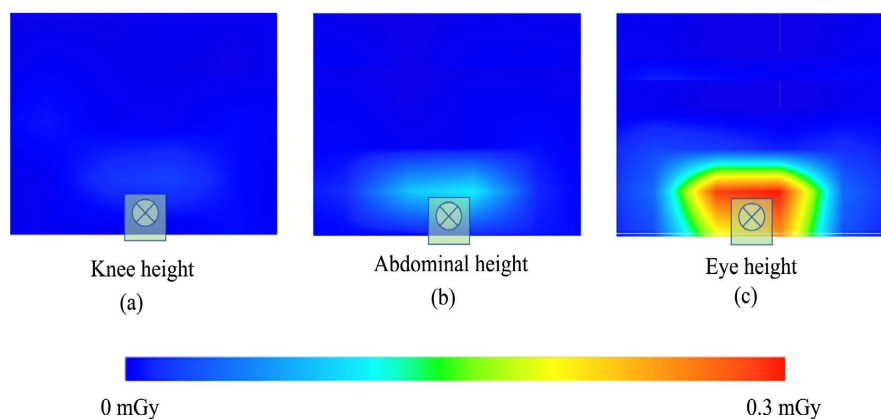 Knee height
(a)
Abdominal height
(b)
Eye height
(c)
0 mGy
0.3 mGy